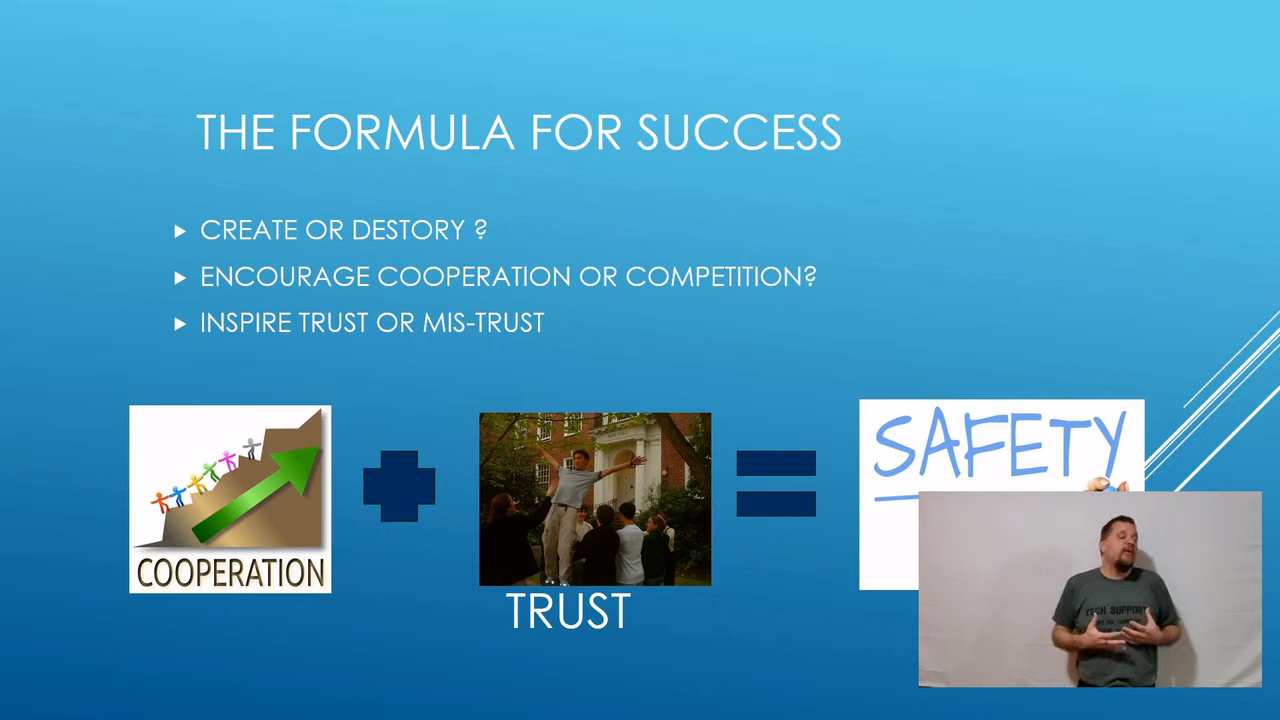 THE FORMULA FOR SUCCESS
CREATE OR DESTORY ?
ENCOURAGE COOPERATION OR COMPETITION?
INSPIRE TRUST OR MIS-TRUST
COOPERATION
TRUST
SAFETY
TECH SUPPORT